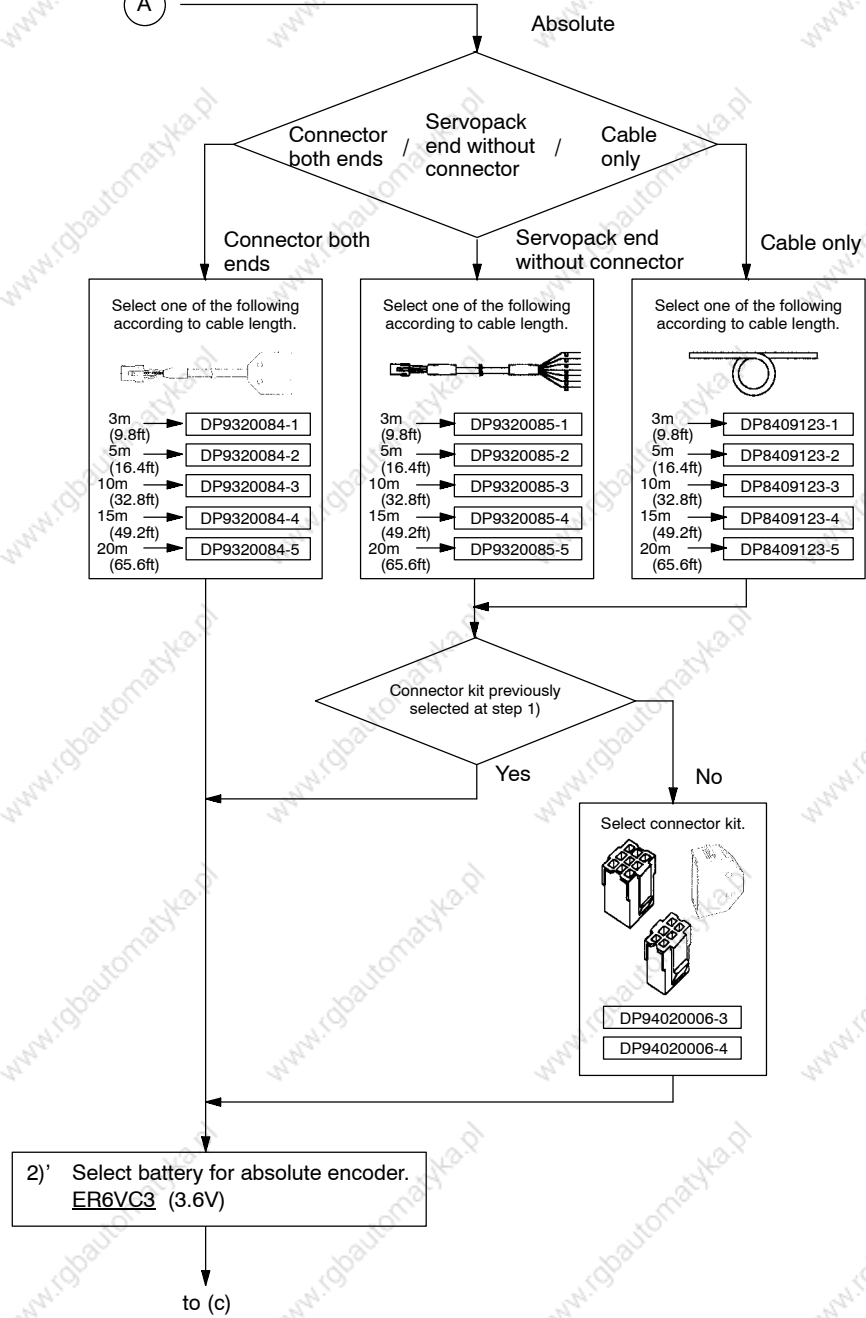 A
Absolute
Connector
both ends
/
Servopack
end without
connector
/
Cable
only
Connector both
ends
Servopack end
without connector
Cable only
Select one of the following
according to cable length.
3m
(9.8ft)
DP9320084-1
5m
(16.4ft)
DP9320084-2
10m
(32.8ft)
DP9320084-3
15m
(49.2ft)
DP9320084-4
20m
(65.6ft)
DP9320084-5
Select one of the following
according to cable length.
3m
(9.8ft)
DP9320085-1
5m
(16.4ft)
DP9320085-2
10m
(32.8ft)
DP9320085-3
15m
(49.2ft)
DP9320085-4
20m
(65.6ft)
DP9320085-5
Select one of the following
according to cable length.
3m
(9.8ft)
DP8409123-1
5m
(16.4ft)
DP8409123-2
10m
(32.8ft)
DP8409123-3
15m
(49.2ft)
DP8409123-4
20m
(65.6ft)
DP8409123-5
Connector kit previously
selected at step 1)
Yes
No
Select connector kit.
DP94020006-3
DP94020006-4
2)’ Select battery for absolute encoder.
ER6VC3 (3.6V)
to (c)
www.rgbautomatyka.pl